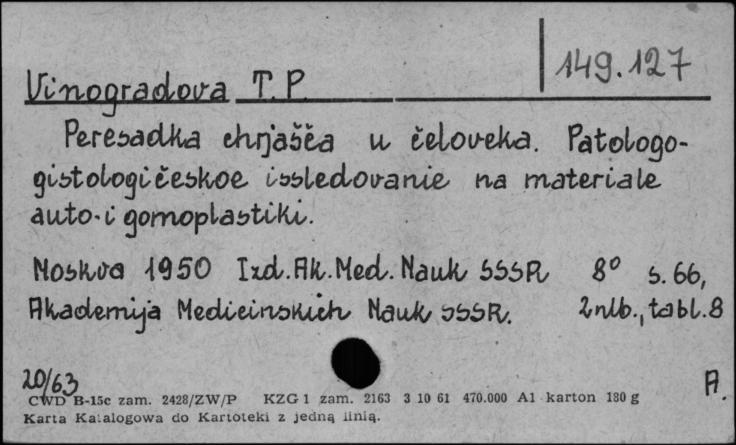 149.127
Vinogradova T.P.
Peresadka chrjašča u čeloveka. Patologo-
gistologičeskoe issledovanie na materiale
auto-i gomoplastiki.
Moskva 1950 Izd.Ak.Med. Nauk SSSR 8° s.66,
Akademija Medicinskich Nauk SSSR. 2nlb.,tabl.8
20/63
A.
CWD B-15c zam. 2428/ZW/P KZG 1 zam. 2163 3 10 61 470.000 A1 karton 180 g
Karta Katalogowa do Kartoteki z jedną linią.